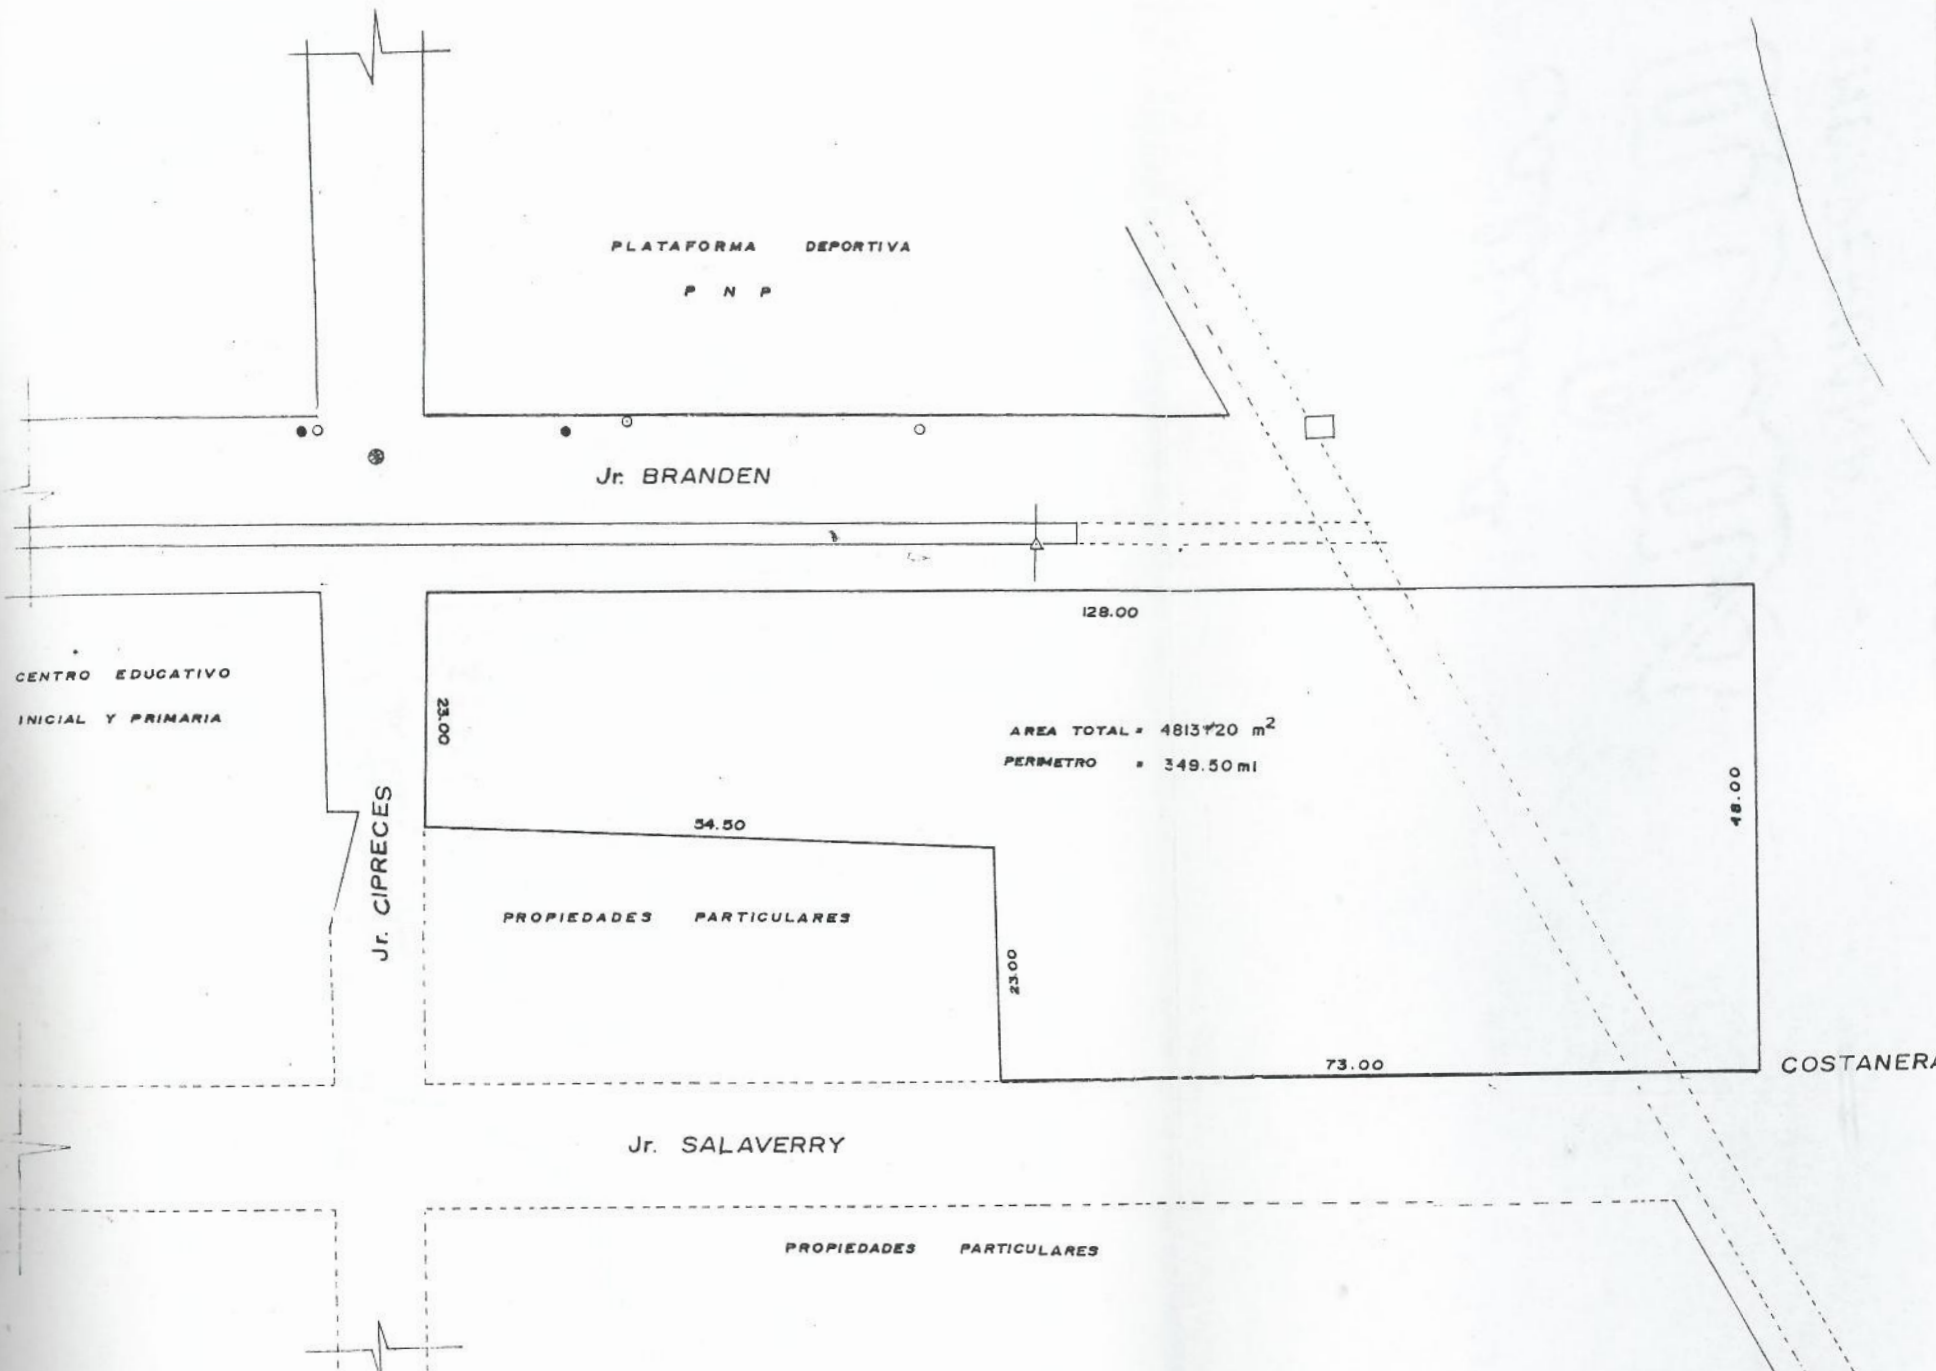 PLATAFORMA DEPORTIVA
P N P
Jr. BRANDEN
128.00
CENTRO EDUCATIVO
INICIAL Y PRIMARIA
23.00
AREA TOTAL = 4813.20 m²
PERIMETRO = 349.50 ml
48.00
Jr. CIPRECES
54.50
PROPIEDADES PARTICULARES
23.00
73.00
COSTANERA
Jr. SALAVERRY
PROPIEDADES PARTICULARES